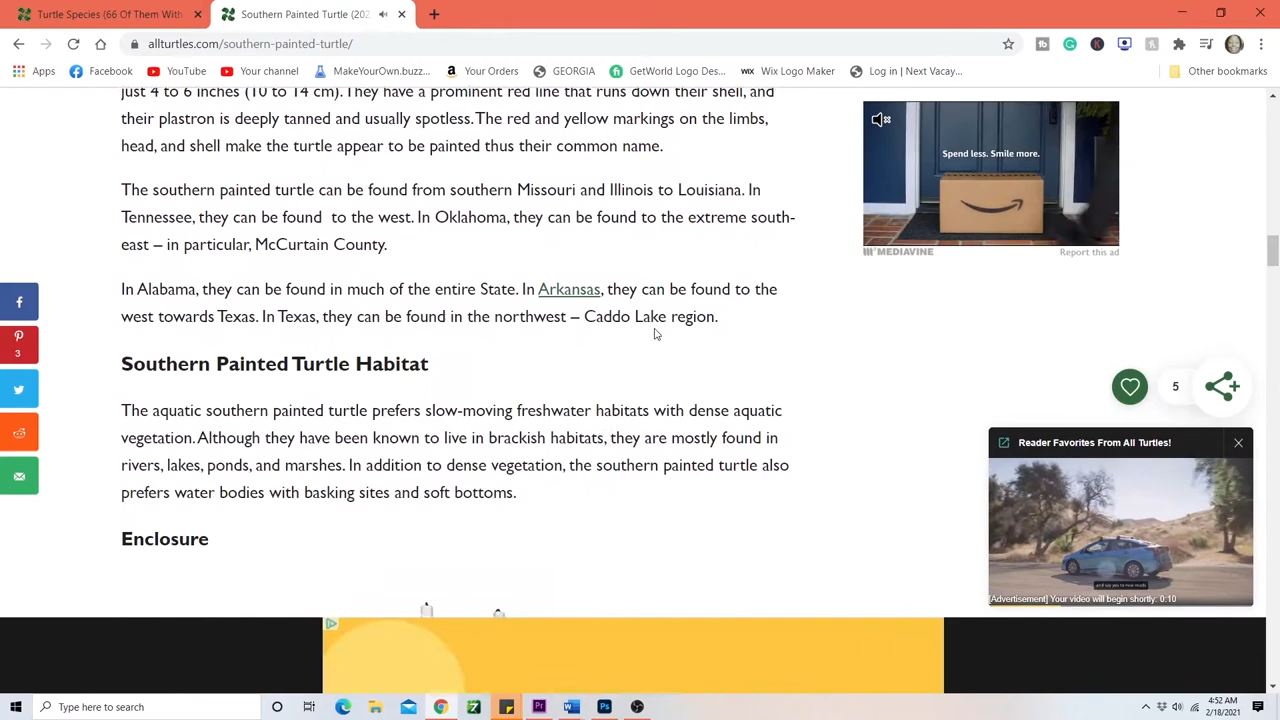 Turtle Species (66 Of Them With
Southern Painted Turtle (202
allturtles.com/southern-painted-turtle/
Apps
Facebook
YouTube
Your channel
MakeYourOwn.buzz...
Your Orders
GEORGIA
GetWorld Logo Des...
Wix Logo Maker
Log in | Next Vacay...
Other bookmarks
just 4 to 6 inches (10 to 14 cm). They have a prominent red line that runs down their shell, and
their plastron is deeply tanned and usually spotless. The red and yellow markings on the limbs,
head, and shell make the turtle appear to be painted thus their common name.
The southern painted turtle can be found from southern Missouri and Illinois to Louisiana. In
Tennessee, they can be found to the west. In Oklahoma, they can be found to the extreme south-
east – in particular, McCurtain County.
In Alabama, they can be found in much of the entire State. In Arkansas, they can be found to the
west towards Texas. In Texas, they can be found in the northwest – Caddo Lake region.
Southern Painted Turtle Habitat
The aquatic southern painted turtle prefers slow-moving freshwater habitats with dense aquatic
vegetation. Although they have been known to live in brackish habitats, they are mostly found in
rivers, lakes, ponds, and marshes. In addition to dense vegetation, the southern painted turtle also
prefers water bodies with basking sites and soft bottoms.
Enclosure
3
Spend less. Smile more.
MEDIAVINE
Report this ad
5
Reader Favorites From All Turtles!
and say you to new roads
[Advertisement] Your video will begin shortly: 0:10
Type here to search
4:52 AM
2/18/2021